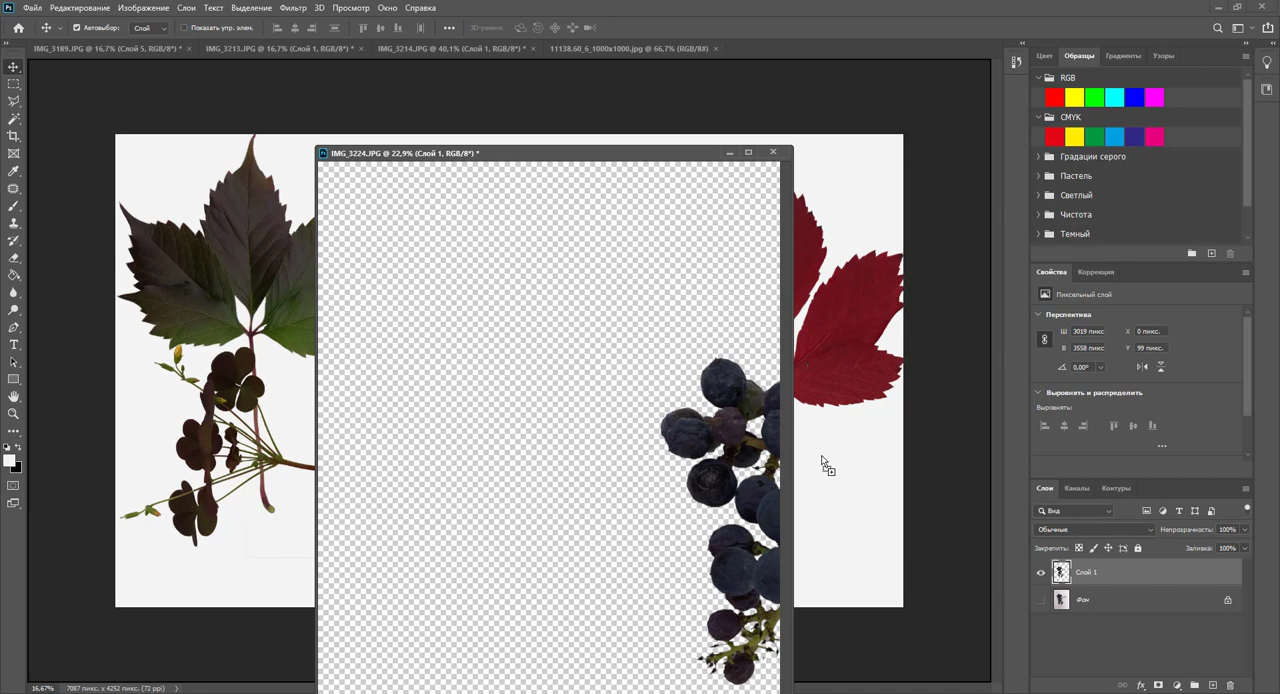 Ps Файл Редактирование Изображение Слои Текст Выделение Фильтр 3D Просмотр Окно Справка
Автовыбор: Слой Показать упр. элем. 3D-режим:
IMG_3189.JPG @ 16,7% (Слой 5, RGB/8*) * × IMG_3213.JPG @ 16,7% (Слой 1, RGB/8*) * × IMG_3214.JPG @ 40,1% (Слой 1, RGB/8*) * × 11138.60_6_1000x1000.jpg @ 66,7% (RGB/8#) ×
Цвет Образцы Градиенты Узоры
RGB
CMYK
Градации серого
Пастель
Светлый
Чистота
Темный
Ps IMG_3224.JPG @ 22,9% (Слой 1, RGB/8*) *
Свойства Коррекция
Пиксельный слой
Перспектива
Ш 3019 пикс X 0 пикс.
В 3558 пикс Y 99 пикс.
0,00°
Выровнять и распределить
Выровнять:
Слои Каналы Контуры
Вид
Обычные Непрозрачность: 100%
Закрепить: Заливка: 100%
Слой 1
Фон
16,67% 7087 пикс. x 4252 пикс. (72 ppi)